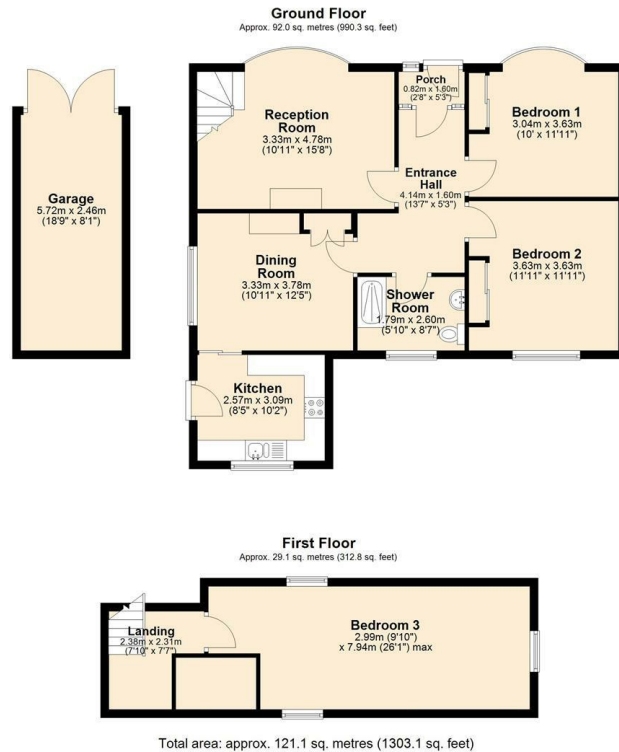 Ground Floor
Approx. 92.0 sq. metres (990.3 sq. feet)
Porch
0.82m x 1.60m
(2'8" x 5'3")
Reception
Room
3.33m x 4.78m
(10'11" x 15'8")
Bedroom 1
3.04m x 3.63m
(10' x 11'11")
Garage
5.72m x 2.46m
(18'9" x 8'1")
Entrance
Hall
4.14m x 1.60m
(13'7" x 5'3")
Dining
Room
3.33m x 3.78m
(10'11" x 12'5")
Bedroom 2
3.63m x 3.63m
(11'11" x 11'11")
Shower
Room
1.79m x 2.60m
(5'10" x 8'7")
Kitchen
2.57m x 3.09m
(8'5" x 10'2")
First Floor
Approx. 29.1 sq. metres (312.8 sq. feet)
Landing
2.38m x 2.31m
(7'10" x 7'7")
Bedroom 3
2.99m (9'10")
x 7.94m (26'1") max
Total area: approx. 121.1 sq. metres (1303.1 sq. feet)